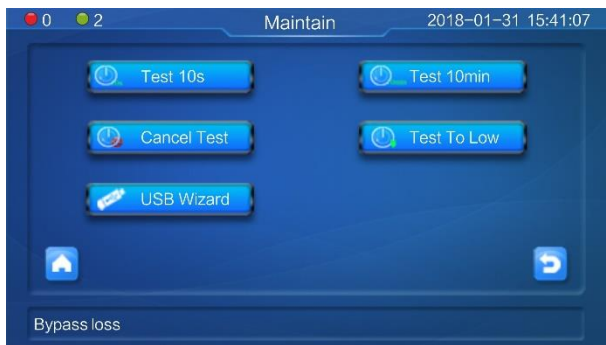 0 2 Maintain 2018-01-31 15:41:07
Test 10s Test 10min
Cancel Test Test To Low
USB Wizard
Bypass loss